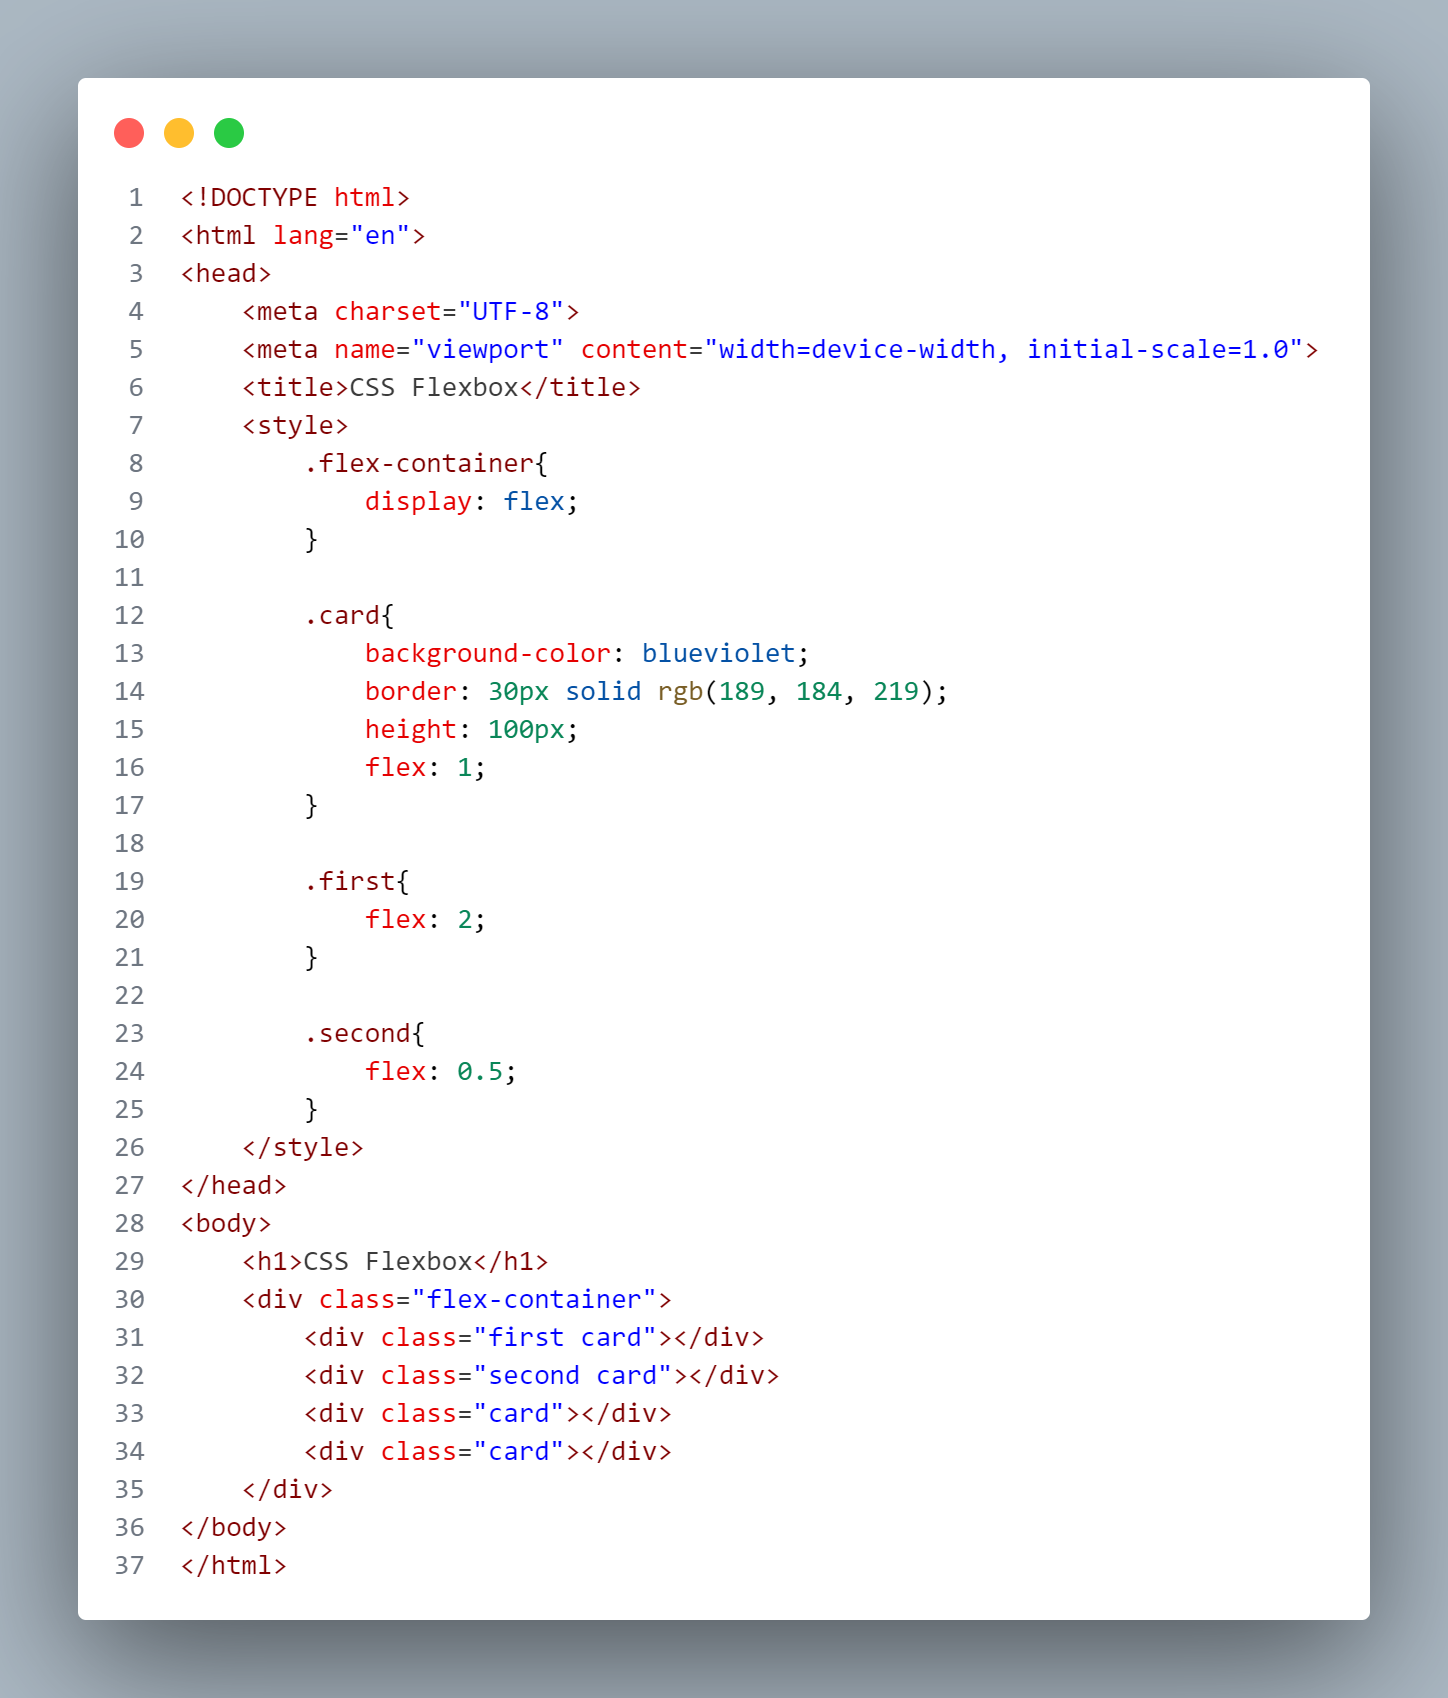 1 <!DOCTYPE html>
2 <html lang="en">
3 <head>
4     <meta charset="UTF-8">
5     <meta name="viewport" content="width=device-width, initial-scale=1.0">
6     <title>CSS Flexbox</title>
7     <style>
8         .flex-container{
9             display: flex;
10         }
11
12         .card{
13             background-color: blueviolet;
14             border: 30px solid rgb(189, 184, 219);
15             height: 100px;
16             flex: 1;
17         }
18
19         .first{
20             flex: 2;
21         }
22
23         .second{
24             flex: 0.5;
25         }
26     </style>
27 </head>
28 <body>
29     <h1>CSS Flexbox</h1>
30     <div class="flex-container">
31         <div class="first card"></div>
32         <div class="second card"></div>
33         <div class="card"></div>
34         <div class="card"></div>
35     </div>
36 </body>
37 </html>